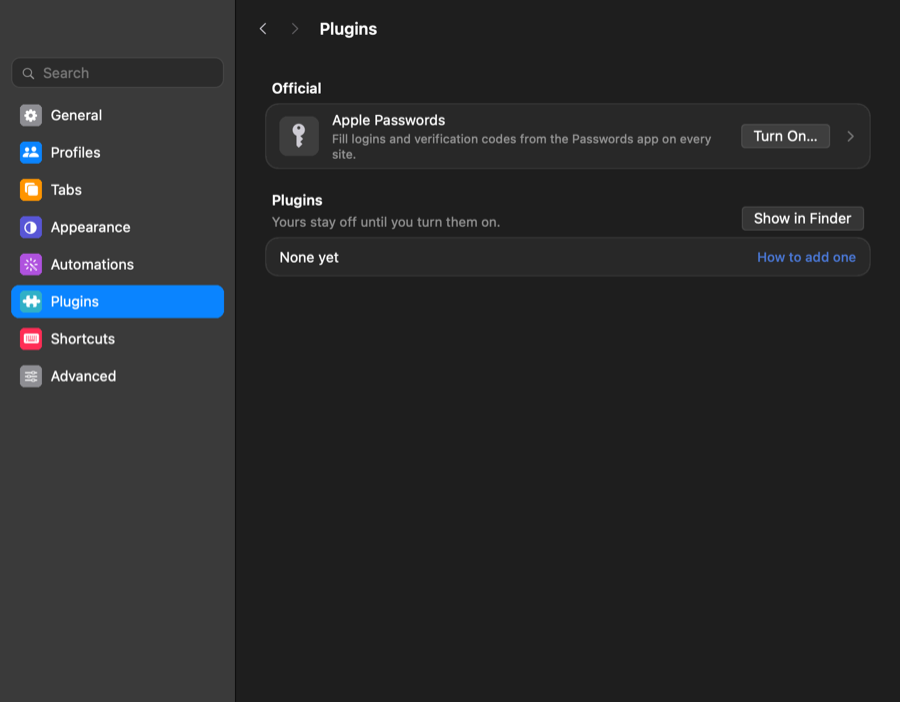 Plugins
Search
General
Profiles
Tabs
Appearance
Automations
Plugins
Shortcuts
Advanced
Official
Apple Passwords
Fill logins and verification codes from the Passwords app on every
site.
Turn On...
Plugins
Yours stay off until you turn them on.
Show in Finder
None yet
How to add one